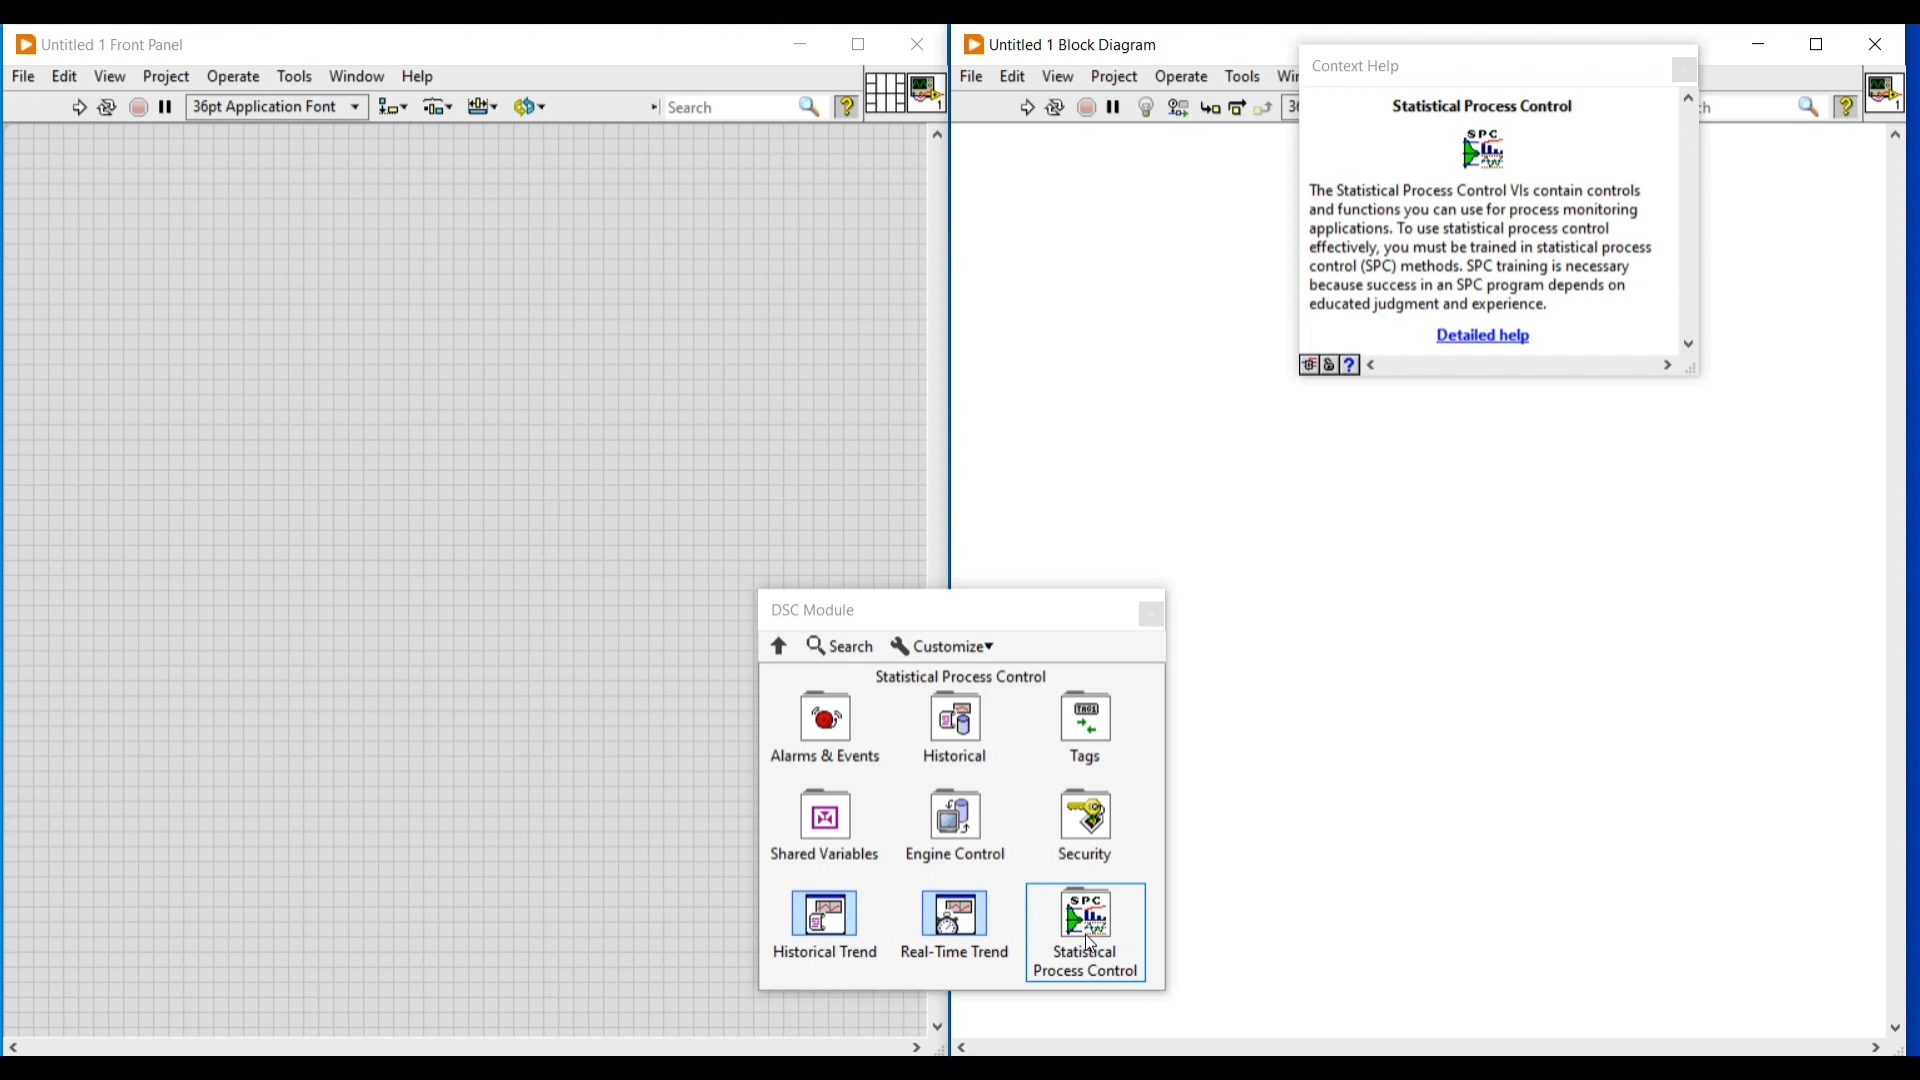 Untitled 1 Front Panel
File Edit View Project Operate Tools Window Help
36pt Application Font
Search
Untitled 1 Block Diagram
File Edit View Project Operate Tools
Context Help
Statistical Process Control
SPC
The Statistical Process Control VIs contain controls
and functions you can use for process monitoring
applications. To use statistical process control
effectively, you must be trained in statistical process
control (SPC) methods. SPC training is necessary
because success in an SPC program depends on
educated judgment and experience.
Detailed help
DSC Module
Search Customize
Statistical Process Control
TAG1
Alarms & Events Historical Tags
Shared Variables Engine Control Security
SPC
Historical Trend Real-Time Trend Statistical
Process Control